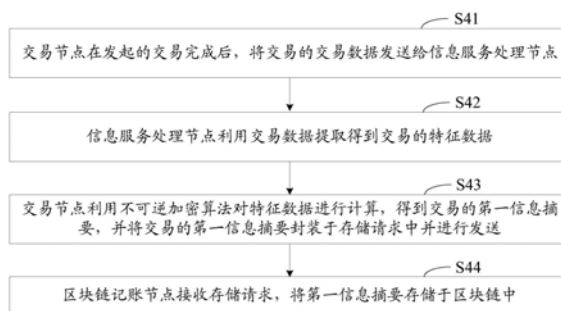 S41
交易节点在发起的交易完成后，将交易的交易数据发送给信息服务处理节点
S42
信息服务处理节点利用交易数据提取得到交易的特征数据
S43
交易节点利用不可逆加密算法对特征数据进行计算，得到交易的第一信息摘
要，并将交易的第一信息摘要封装于存储请求中并进行发送
S44
区块链记账节点接收存储请求，将第一信息摘要存储于区块链中